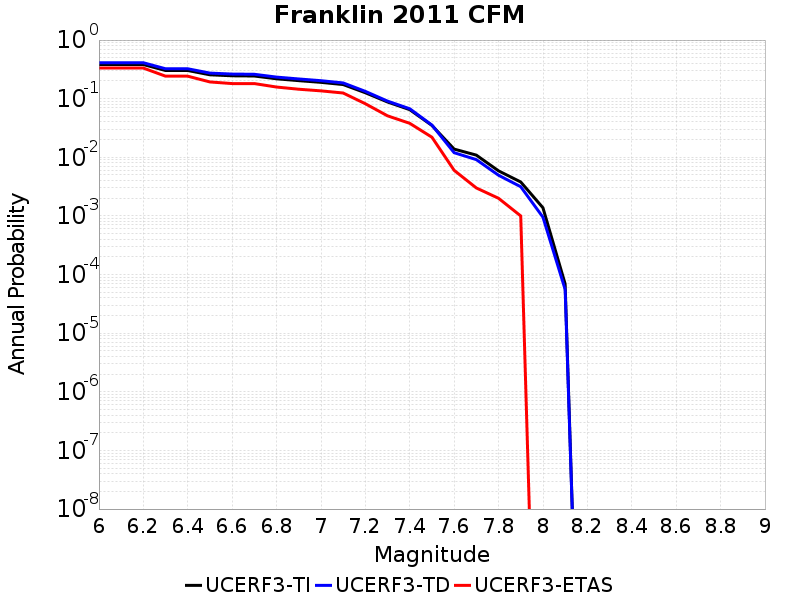 Franklin 2011 CFM
Annual Probability
10^0
10^-1
10^-2
10^-3
10^-4
10^-5
10^-6
10^-7
10^-8
6 6.2 6.4 6.6 6.8 7 7.2 7.4 7.6 7.8 8 8.2 8.4 8.6 8.8 9
Magnitude
UCERF3-TI UCERF3-TD UCERF3-ETAS